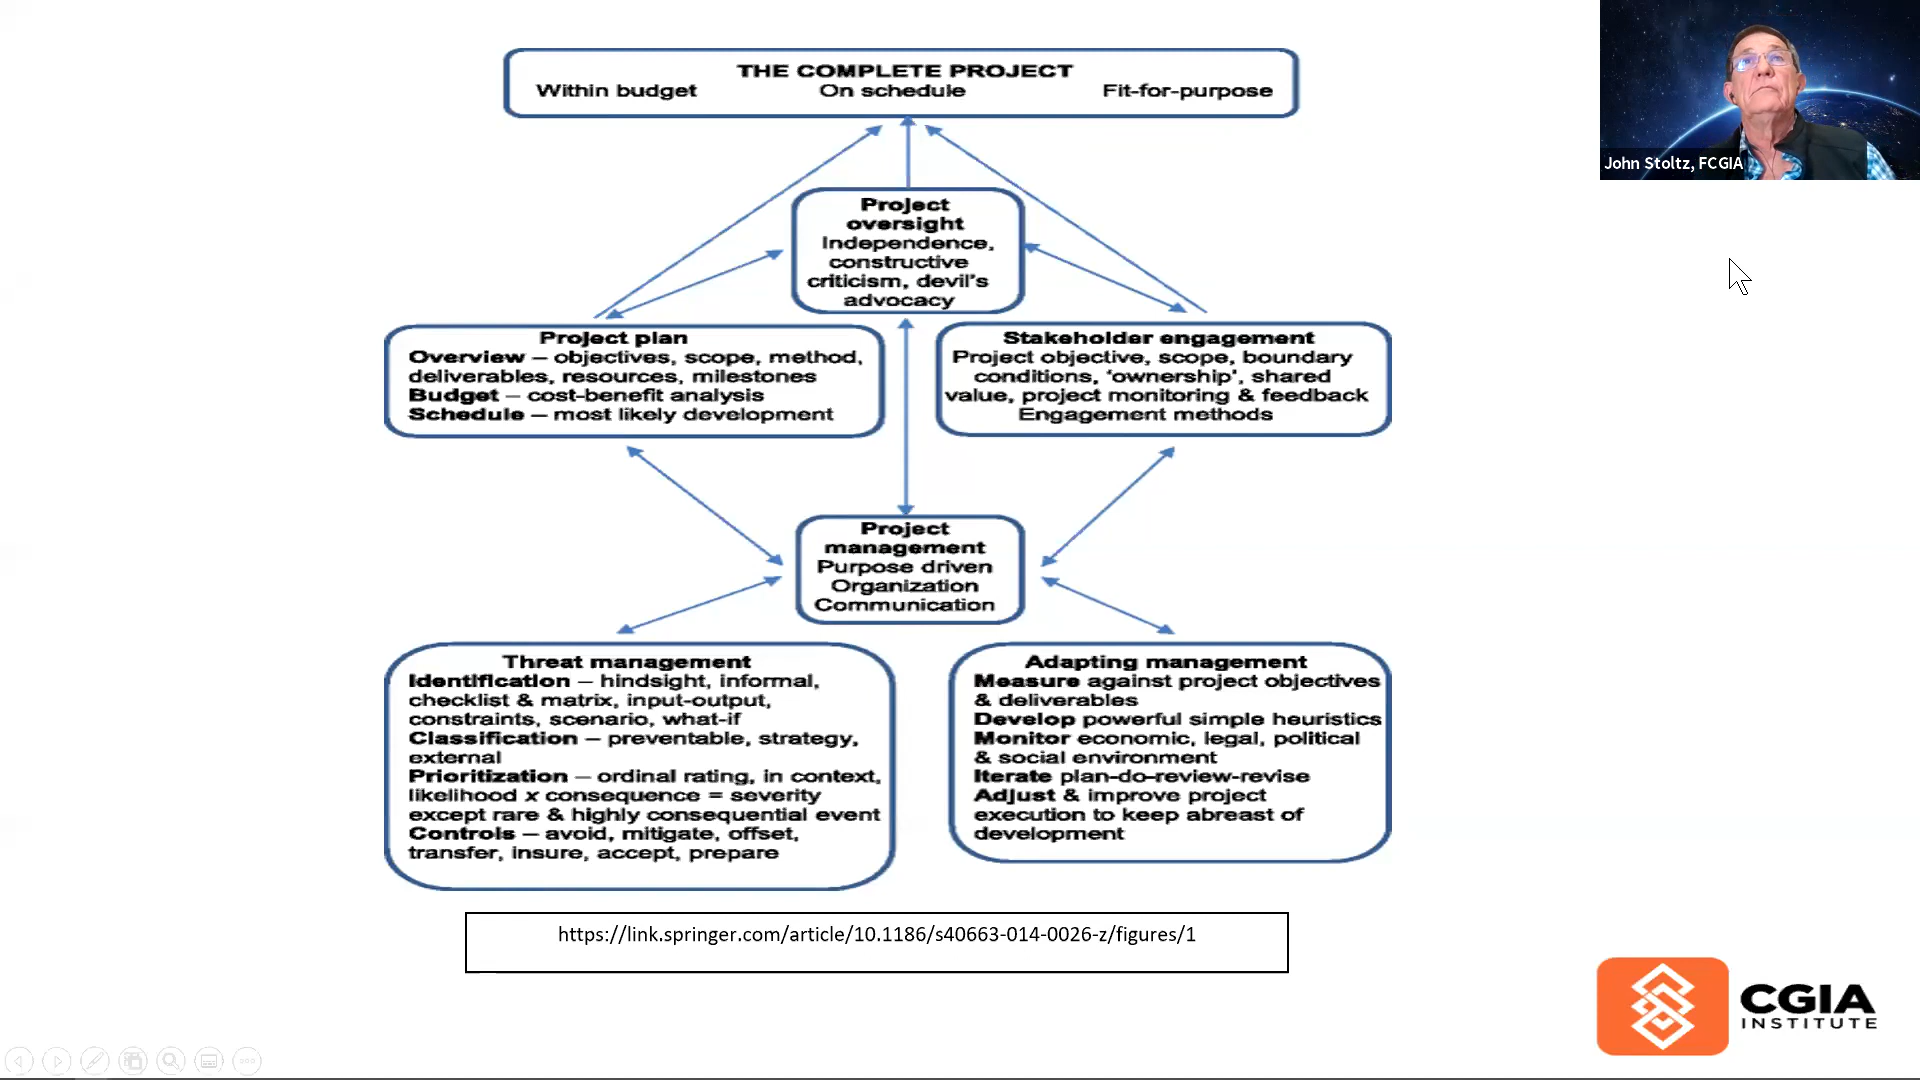 THE COMPLETE PROJECT
Within budget On schedule Fit-for-purpose
John Stoltz, FCGIA
Project
oversight
Independence,
constructive
criticism, devil's
advocacy
Project plan
Overview – objectives, scope, method,
deliverables, resources, milestones
Budget – cost-benefit analysis
Schedule – most likely development
Stakeholder engagement
Project objective, scope, boundary
conditions, 'ownership', shared
value, project monitoring & feedback
Engagement methods
Project
management
Purpose driven
Organization
Communication
Threat management
Identification – hindsight, informal,
checklist & matrix, input-output,
constraints, scenario, what-if
Classification – preventable, strategy,
external
Prioritization – ordinal rating, in context,
likelihood x consequence = severity
except rare & highly consequential event
Controls – avoid, mitigate, offset,
transfer, insure, accept, prepare
Adapting management
Measure against project objectives
& deliverables
Develop powerful simple heuristics
Monitor economic, legal, political
& social environment
Iterate plan-do-review-revise
Adjust & improve project
execution to keep abreast of
development
https://link.springer.com/article/10.1186/s40663-014-0026-z/figures/1
CGIA
INSTITUTE